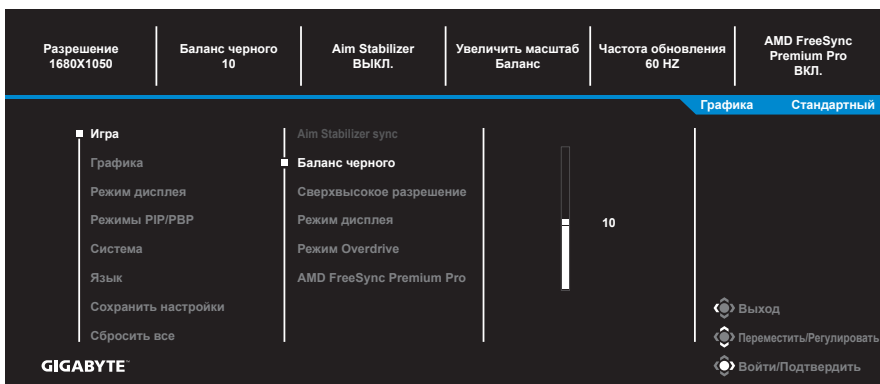 Разрешение
1680X1050
Баланс черного
10
Aim Stabilizer
ВЫКЛ.
Увеличить масштаб
Баланс
Частота обновления
60 HZ
AMD FreeSync
Premium Pro
ВКЛ.
Графика Стандартный
Игра
Графика
Режим дисплея
Режимы PIP/PBP
Система
Язык
Сохранить настройки
Сбросить все
Aim Stabilizer sync
Баланс черного
Сверхвысокое разрешение
Режим дисплея
Режим Overdrive
AMD FreeSync Premium Pro
10
Выход
Переместить/Регулировать
Войти/Подтвердить
GIGABYTE™